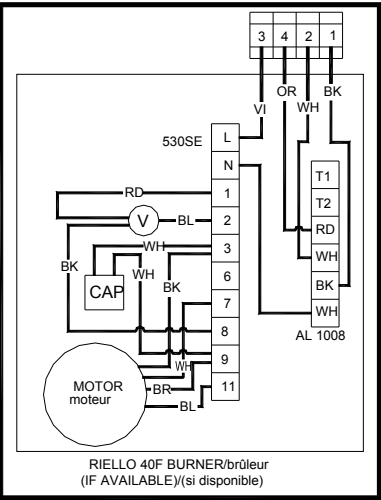 3 4 2 1
VI OR WH BK
530SE
L
N
1
2
3
6
7
8
9
11
T1
T2
RD
WH
BK
WH
AL 1008
RD
V BL
WH
BK WH
CAP BK
WH
MOTOR
moteur
BR
BL
RIELLO 40F BURNER/brûleur
(IF AVAILABLE)/(si disponible)